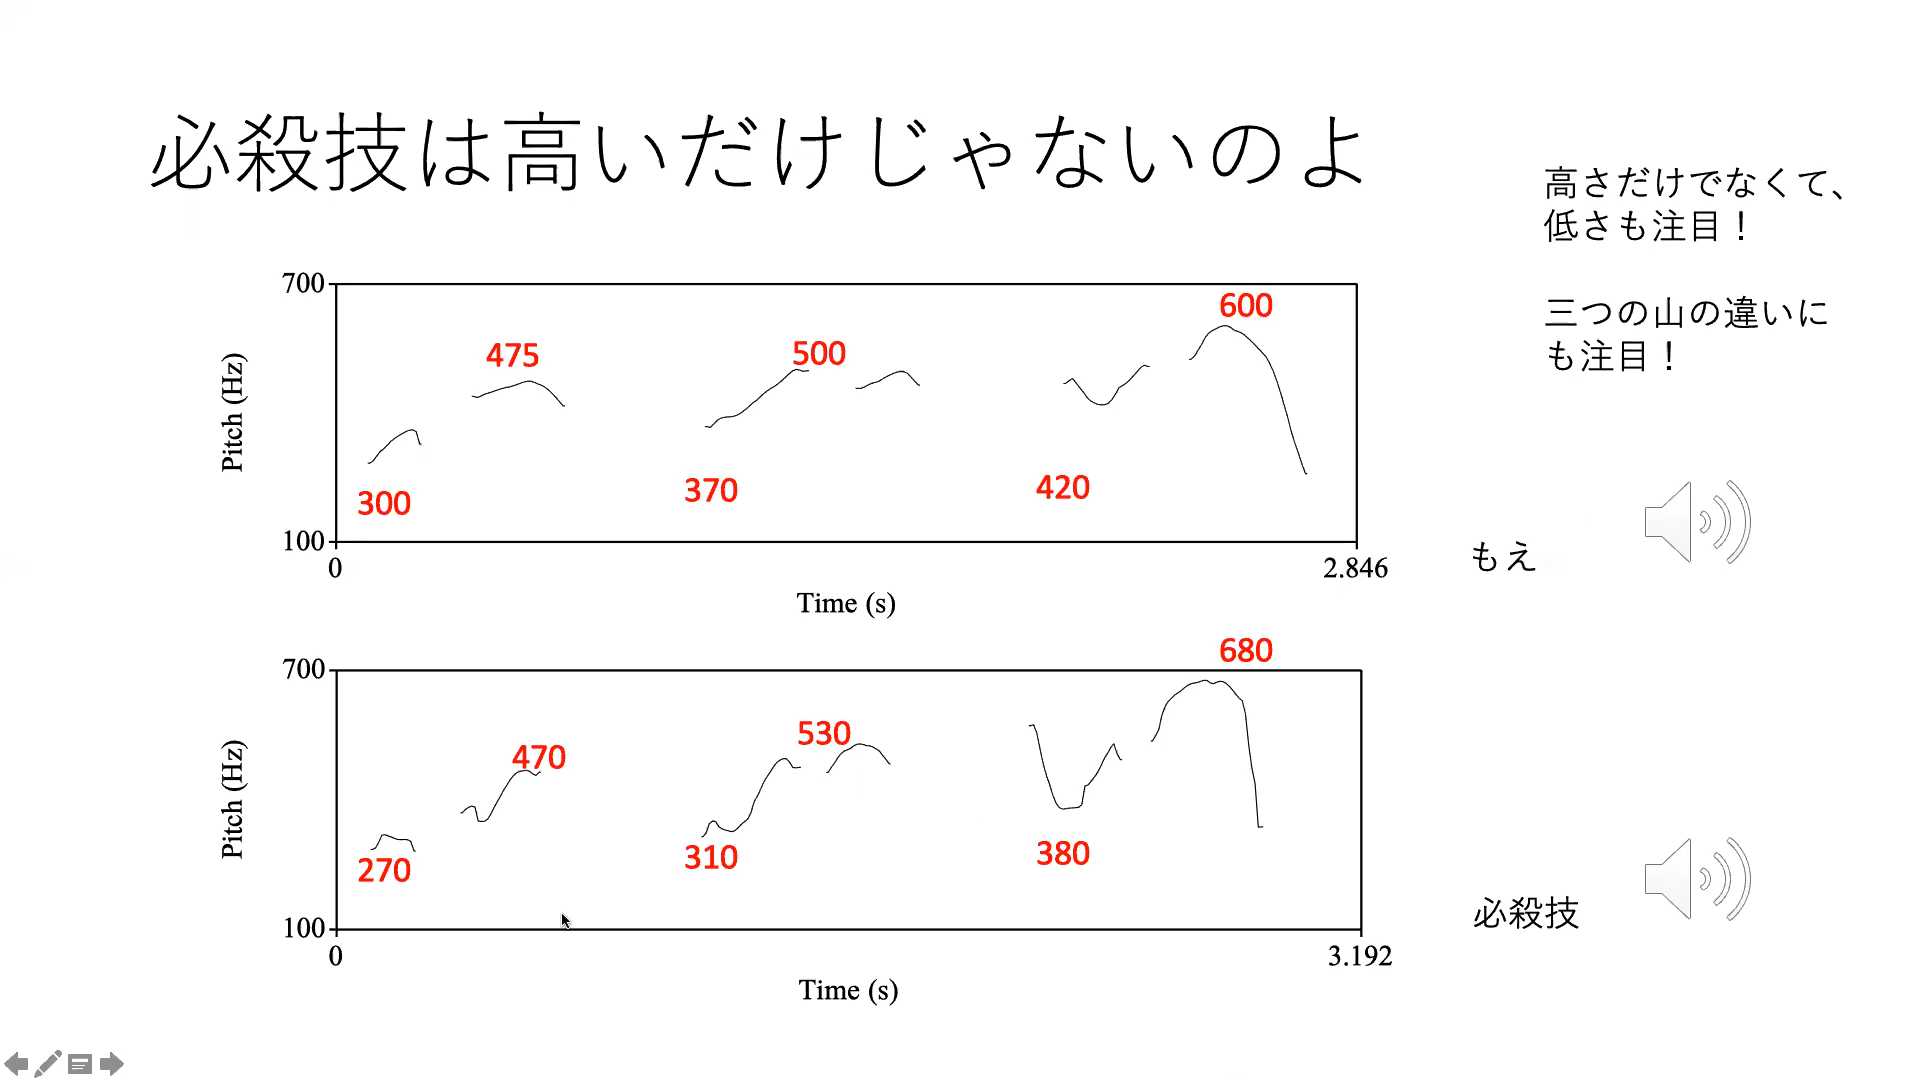 必殺技は高いだけじゃないのよ
高さだけでなくて、
低さも注目！
三つの山の違いに
も注目！
700
600
475
500
Pitch (Hz)
300
370
420
100
0
2.846
Time (s)
もえ
680
700
530
470
Pitch (Hz)
270
310
380
100
0
3.192
Time (s)
必殺技